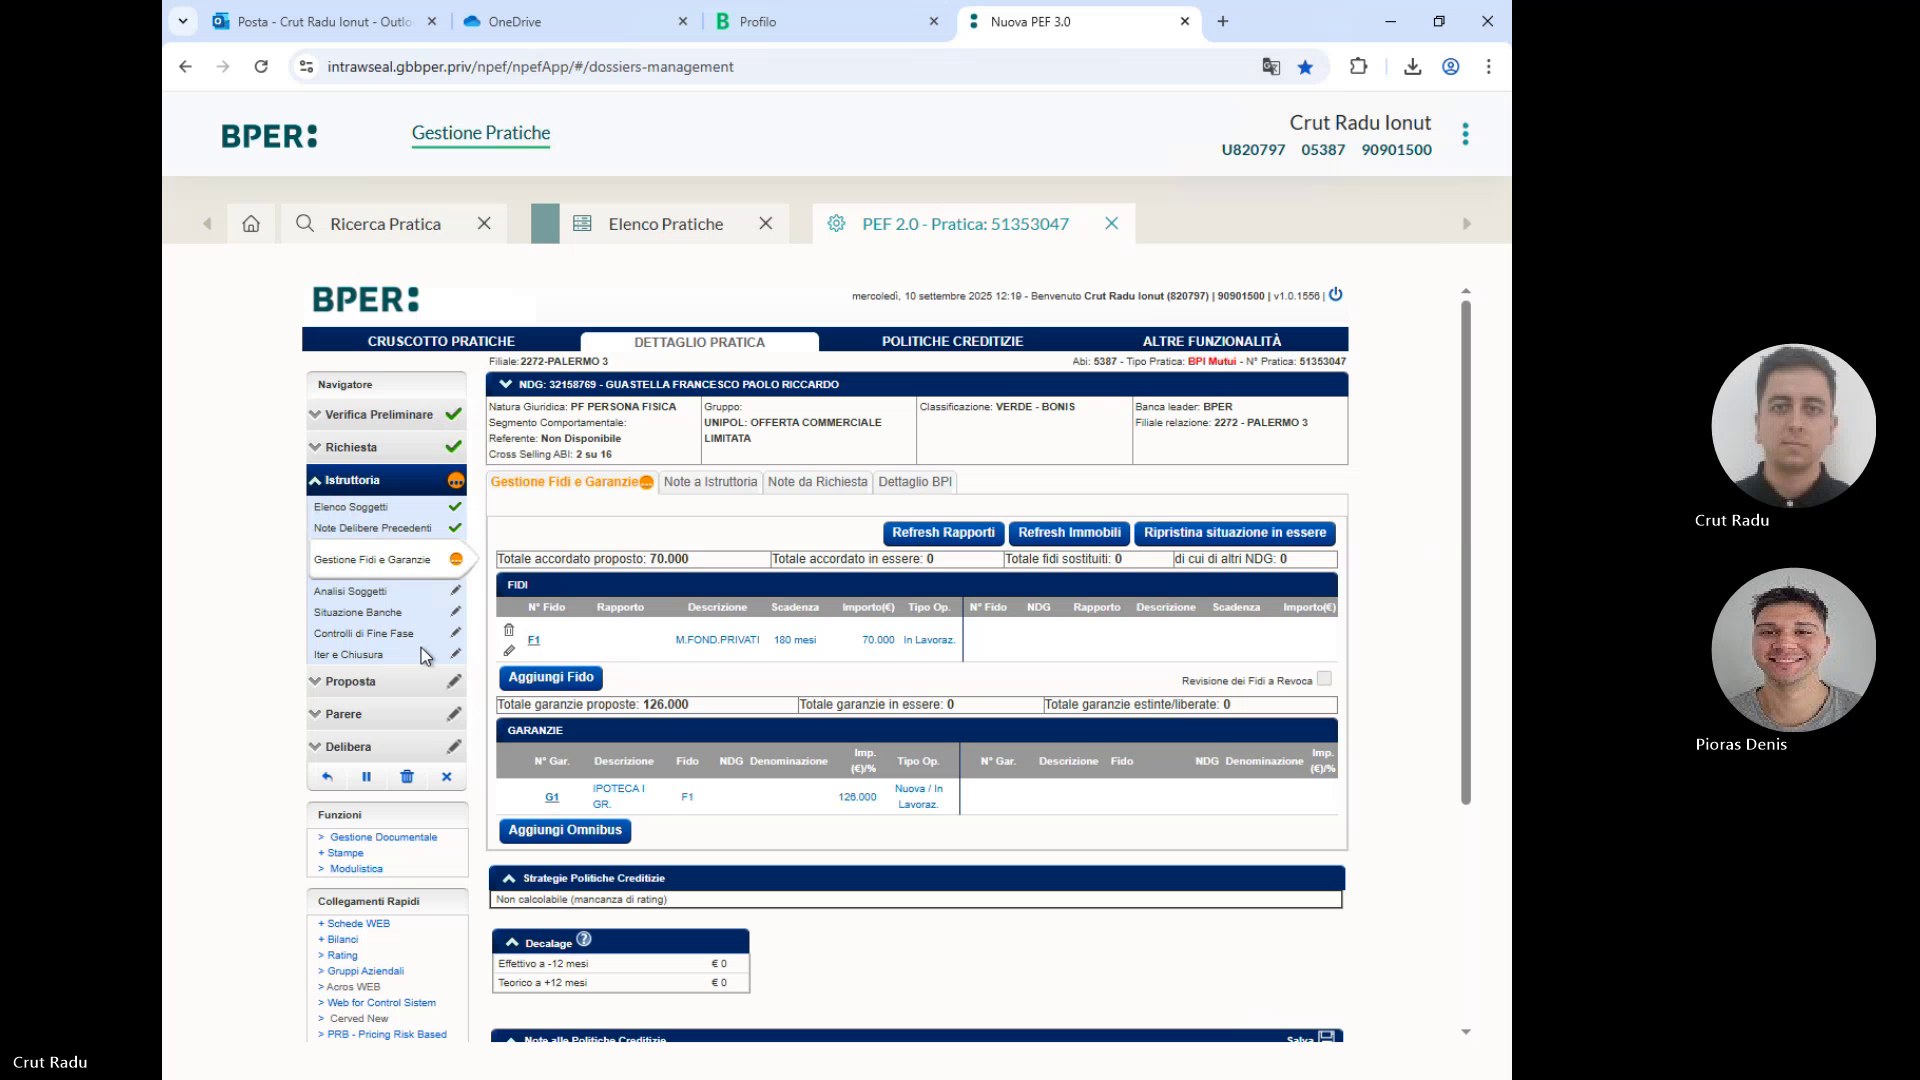 Posta - Crut Radu Ionut - Outlo
OneDrive
Profilo
Nuova PEF 3.0
intrawseal.gbbper.priv/npef/npefApp/#/dossiers-management
BPER:
Gestione Pratiche
Crut Radu Ionut
U820797 05387 90901500
Ricerca Pratica
Elenco Pratiche
PEF 2.0 - Pratica: 51353047
BPER:
mercoledì, 10 settembre 2025 12:19 - Benvenuto Crut Radu Ionut (820797) | 90901500 | v1.0.1556 |
CRUSCOTTO PRATICHE
DETTAGLIO PRATICA
POLITICHE CREDITIZIE
ALTRE FUNZIONALITÀ
Filiale: 2272-PALERMO 3
Abi: 5387 - Tipo Pratica: BPI Mutui - N° Pratica: 51353047
Navigatore
Verifica Preliminare
Richiesta
Istruttoria
Elenco Soggetti
Note Delibere Precedenti
Gestione Fidi e Garanzie
Analisi Soggetti
Situazione Banche
Controlli di Fine Fase
Iter e Chiusura
Proposta
Parere
Delibera
Funzioni
> Gestione Documentale
+ Stampe
> Modulistica
Collegamenti Rapidi
+ Schede WEB
+ Bilanci
> Rating
> Gruppi Aziendali
> Acros WEB
> Web for Control Sistem
> Cerved New
> PRB - Pricing Risk Based
NDG: 32158769 - GUASTELLA FRANCESCO PAOLO RICCARDO
Natura Giuridica: PF PERSONA FISICA
Segmento Comportamentale:
Referente: Non Disponibile
Cross Selling ABI: 2 su 16
Gruppo:
UNIPOL: OFFERTA COMMERCIALE
LIMITATA
Classificazione: VERDE - BONIS
Banca leader: BPER
Filiale relazione: 2272 - PALERMO 3
Gestione Fidi e Garanzie
Note a Istruttoria
Note da Richiesta
Dettaglio BPI
Refresh Rapporti
Refresh Immobili
Ripristina situazione in essere
Totale accordato proposto: 70.000
Totale accordato in essere: 0
Totale fidi sostituiti: 0
di cui di altri NDG: 0
FIDI
N° Fido Rapporto Descrizione Scadenza Importo(€) Tipo Op. N° Fido NDG Rapporto Descrizione Scadenza Importo(€)
F1 M.FOND.PRIVATI 180 mesi 70.000 In Lavoraz.
Aggiungi Fido
Revisione dei Fidi a Revoca
Totale garanzie proposte: 126.000
Totale garanzie in essere: 0
Totale garanzie estinte/liberate: 0
GARANZIE
N° Gar. Descrizione Fido NDG Denominazione Imp. (€)/% Tipo Op. N° Gar. Descrizione Fido NDG Denominazione Imp. (€)/%
G1 IPOTECA I GR. F1 126.000 Nuova / In Lavoraz.
Aggiungi Omnibus
Strategie Politiche Creditizie
Non calcolabile (mancanza di rating)
Decalage
Effettivo a -12 mesi € 0
Teorico a +12 mesi € 0
Note alle Politiche Creditizie
Salva
Crut Radu
Pioras Denis
Crut Radu